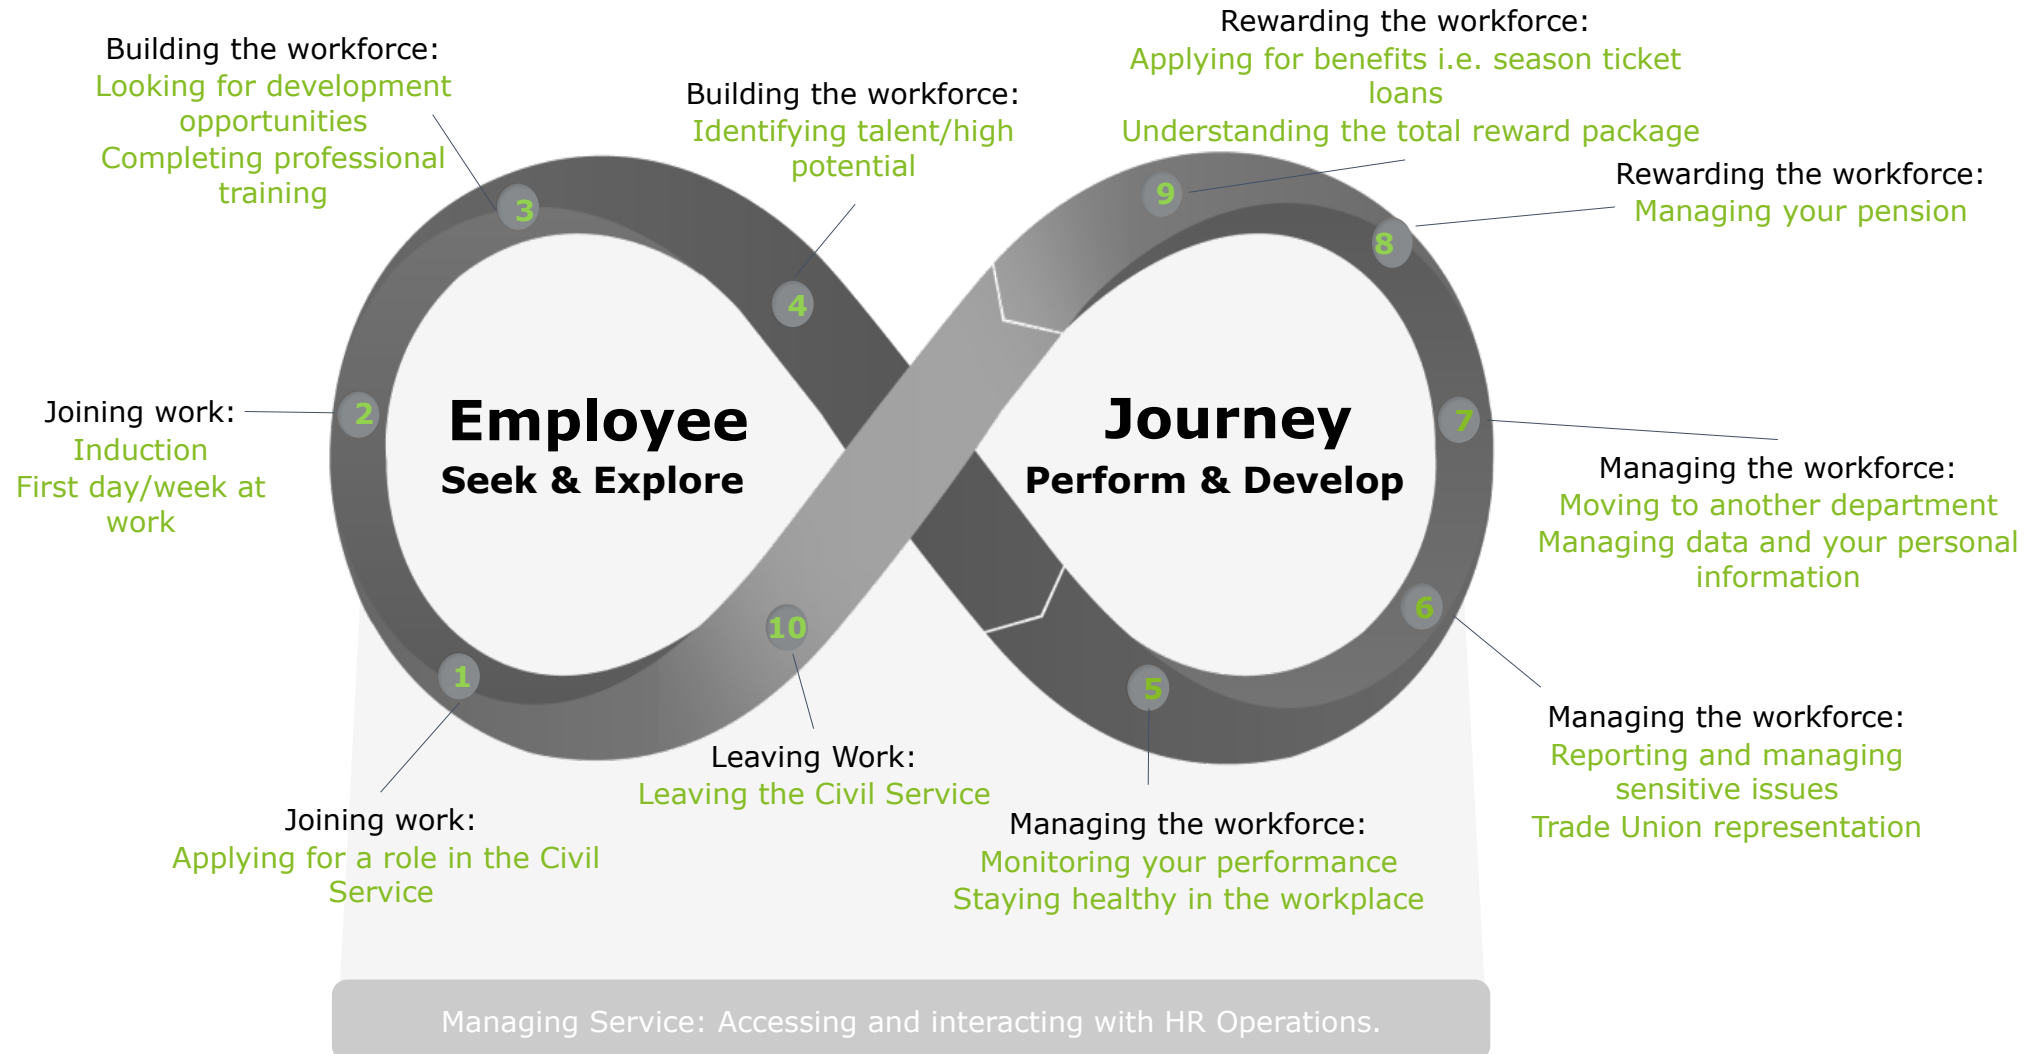 Rewarding the workforce:
Applying for benefits i.e. season ticket
loans
Understanding the total reward package
Building the workforce:
Looking for development
opportunities
Completing professional
training
Building the workforce:
Identifying talent/high
potential
Rewarding the workforce:
Managing your pension
3
4
9
8
Joining work:
Induction
First day/week at
work
2
Employee
Seek & Explore
Journey
Perform & Develop
7
Managing the workforce:
Moving to another department
Managing data and your personal
information
6
10
1
5
Managing the workforce:
Reporting and managing
sensitive issues
Trade Union representation
Leaving Work:
Leaving the Civil Service
Joining work:
Applying for a role in the Civil
Service
Managing the workforce:
Monitoring your performance
Staying healthy in the workplace
Managing Service: Accessing and interacting with HR Operations.